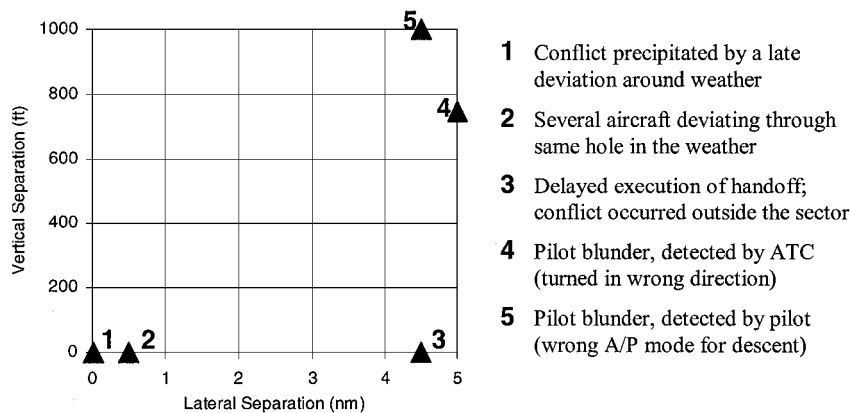 5
1000
800
600
400
200
0
Vertical Separation (ft)
4
1 2 3
0 1 2 3 4 5
Lateral Separation (nm)
1 Conflict precipitated by a late
deviation around weather
2 Several aircraft deviating through
same hole in the weather
3 Delayed execution of handoff;
conflict occurred outside the sector
4 Pilot blunder, detected by ATC
(turned in wrong direction)
5 Pilot blunder, detected by pilot
(wrong A/P mode for descent)